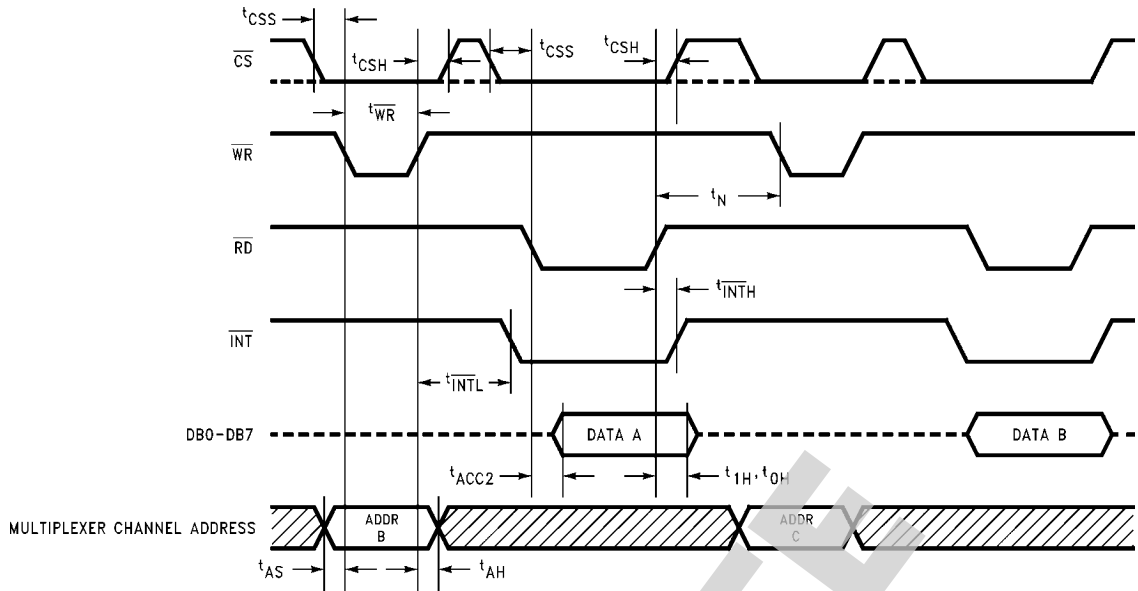 tCSS
CS
tCSH
tCSS
tCSH
tWR
WR
tN
RD
tINTH
INT
tINTL
DB0-DB7
DATA A
DATA B
tACC2
t1H, t0H
MULTIPLEXER CHANNEL ADDRESS
ADDR
B
ADDR
C
tAS
tAH